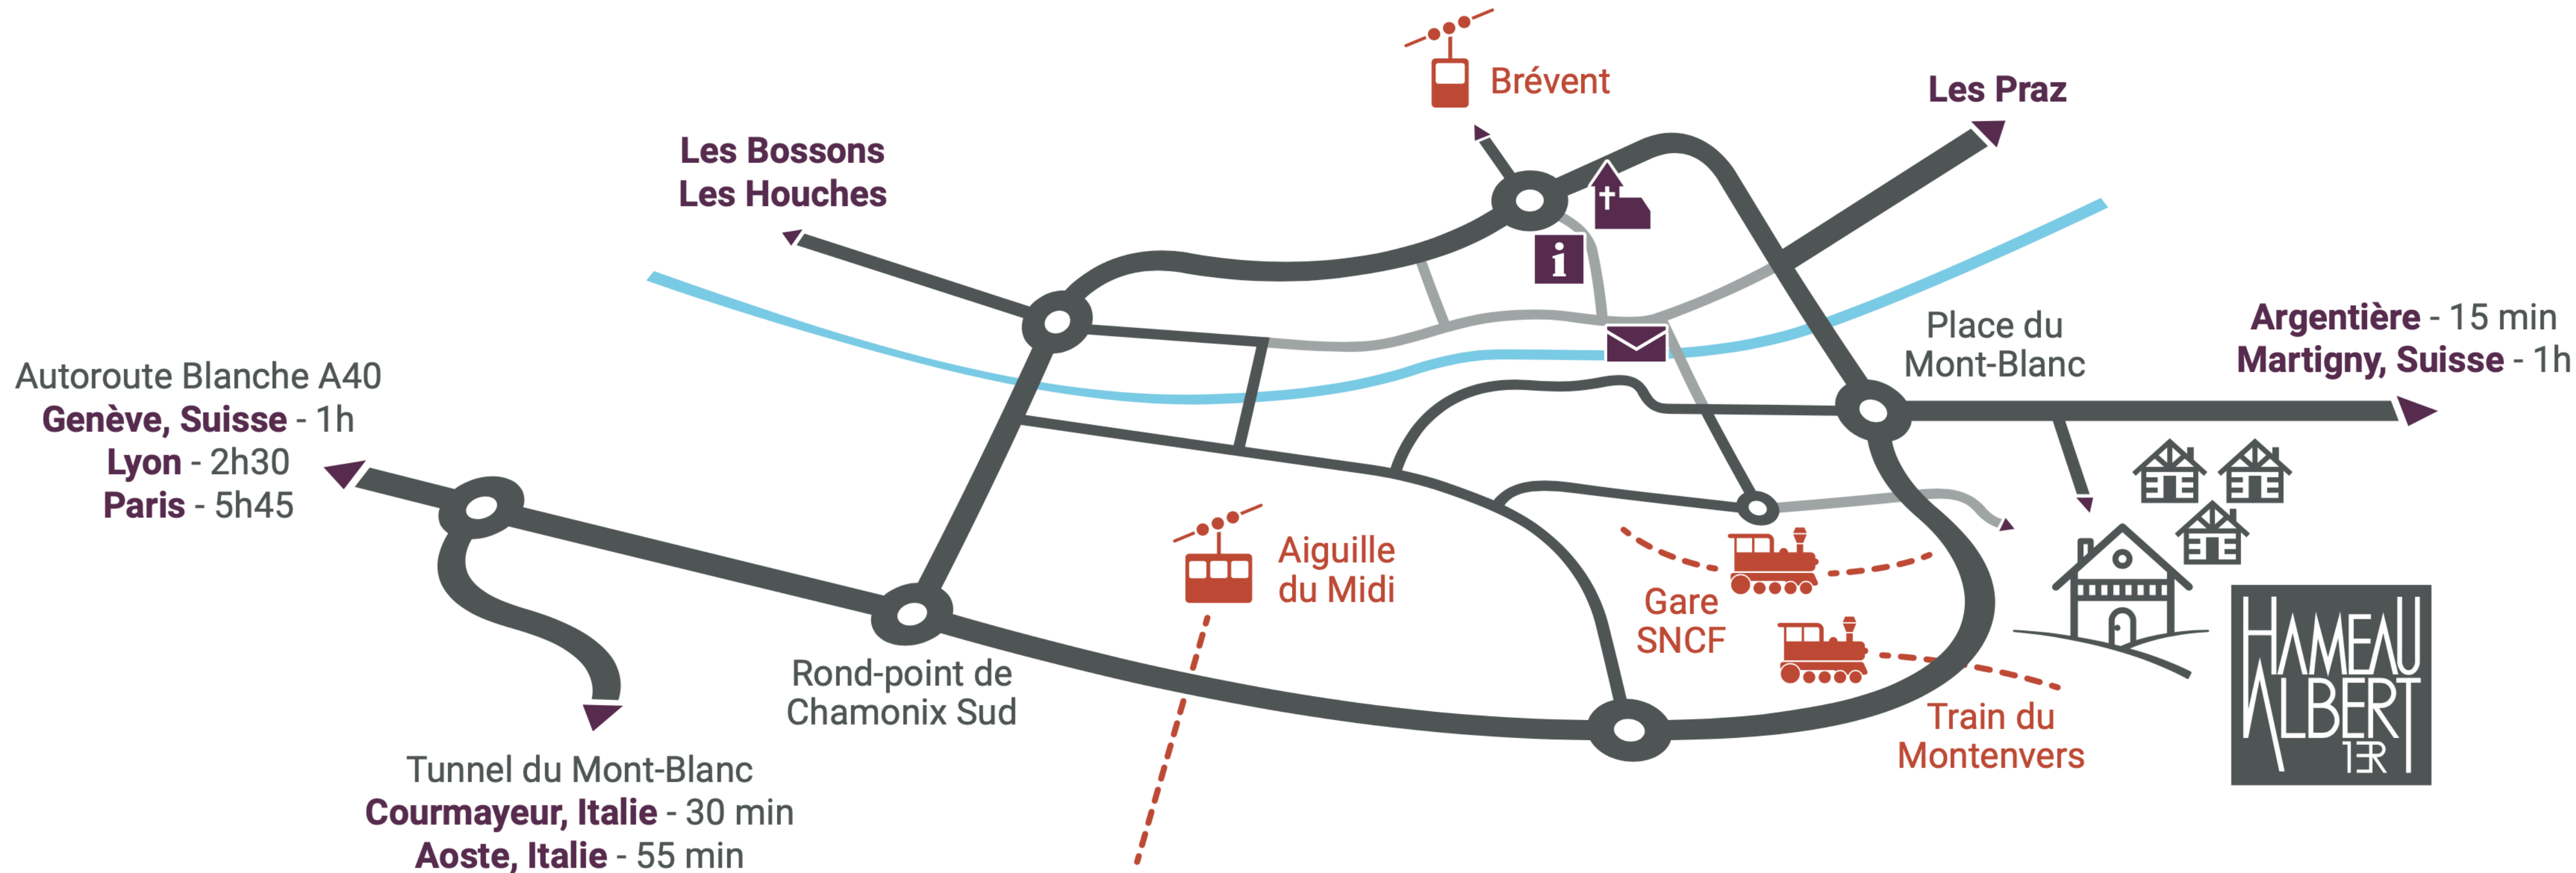 Brévent
Les Praz
Les Bossons
Les Houches
i
Place du
Mont-Blanc
Argentière - 15 min
Martigny, Suisse - 1h
Autoroute Blanche A40
Genève, Suisse - 1h
Lyon - 2h30
Paris - 5h45
Aiguille
du Midi
Gare
SNCF
Rond-point de
Chamonix Sud
Train du
Montenvers
HAMEAU
ALBERT
1ER
Tunnel du Mont-Blanc
Courmayeur, Italie - 30 min
Aoste, Italie - 55 min